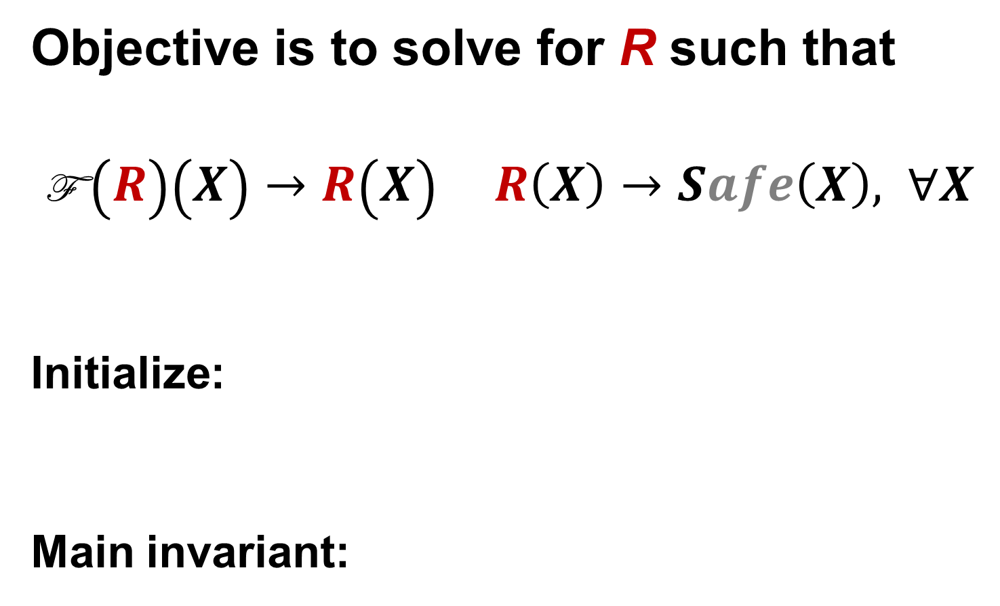 Objective is to solve for R such that
ℱ(R)(X) → R(X) R(X) → Safe(X), ∀X
Initialize:
Main invariant: